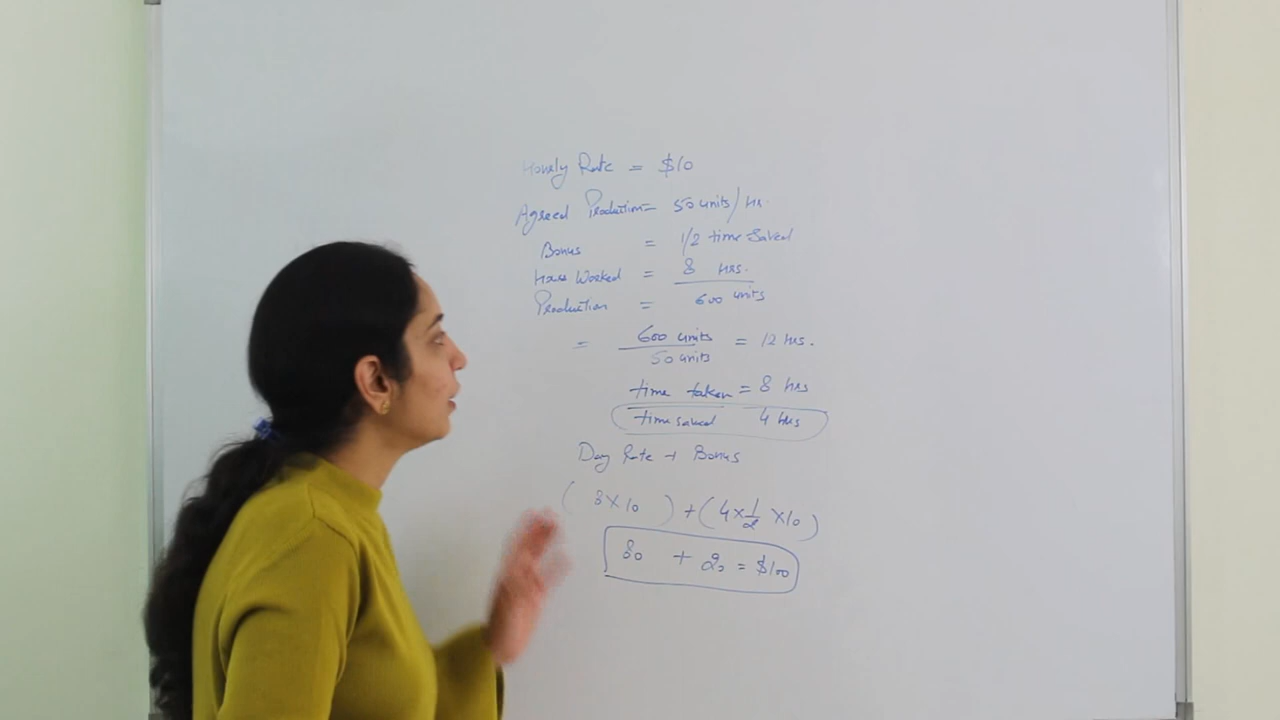 Hourly Rate = $10
Agreed Production = 50 units/Hr.
Bonus = 1/2 time Saved
Hours Worked = 8 Hrs.
Production = 600 units
= 600 units / 50 units = 12 Hrs.
time taken = 8 Hrs
time saved 4 Hrs
Day Rate + Bonus
(8 × 10) + (4 × 1/2 × 10)
80 + 20 = $100